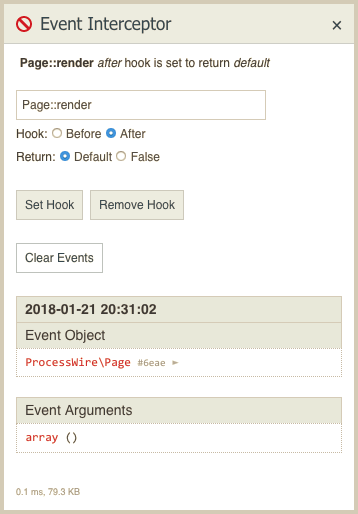 Event Interceptor ×
Page::render after hook is set to return default
Page::render
Hook: Before After
Return: Default False
Set Hook Remove Hook
Clear Events
2018-01-21 20:31:02
Event Object
ProcessWire\Page #6eae ►
Event Arguments
array ()
0.1 ms, 79.3 KB